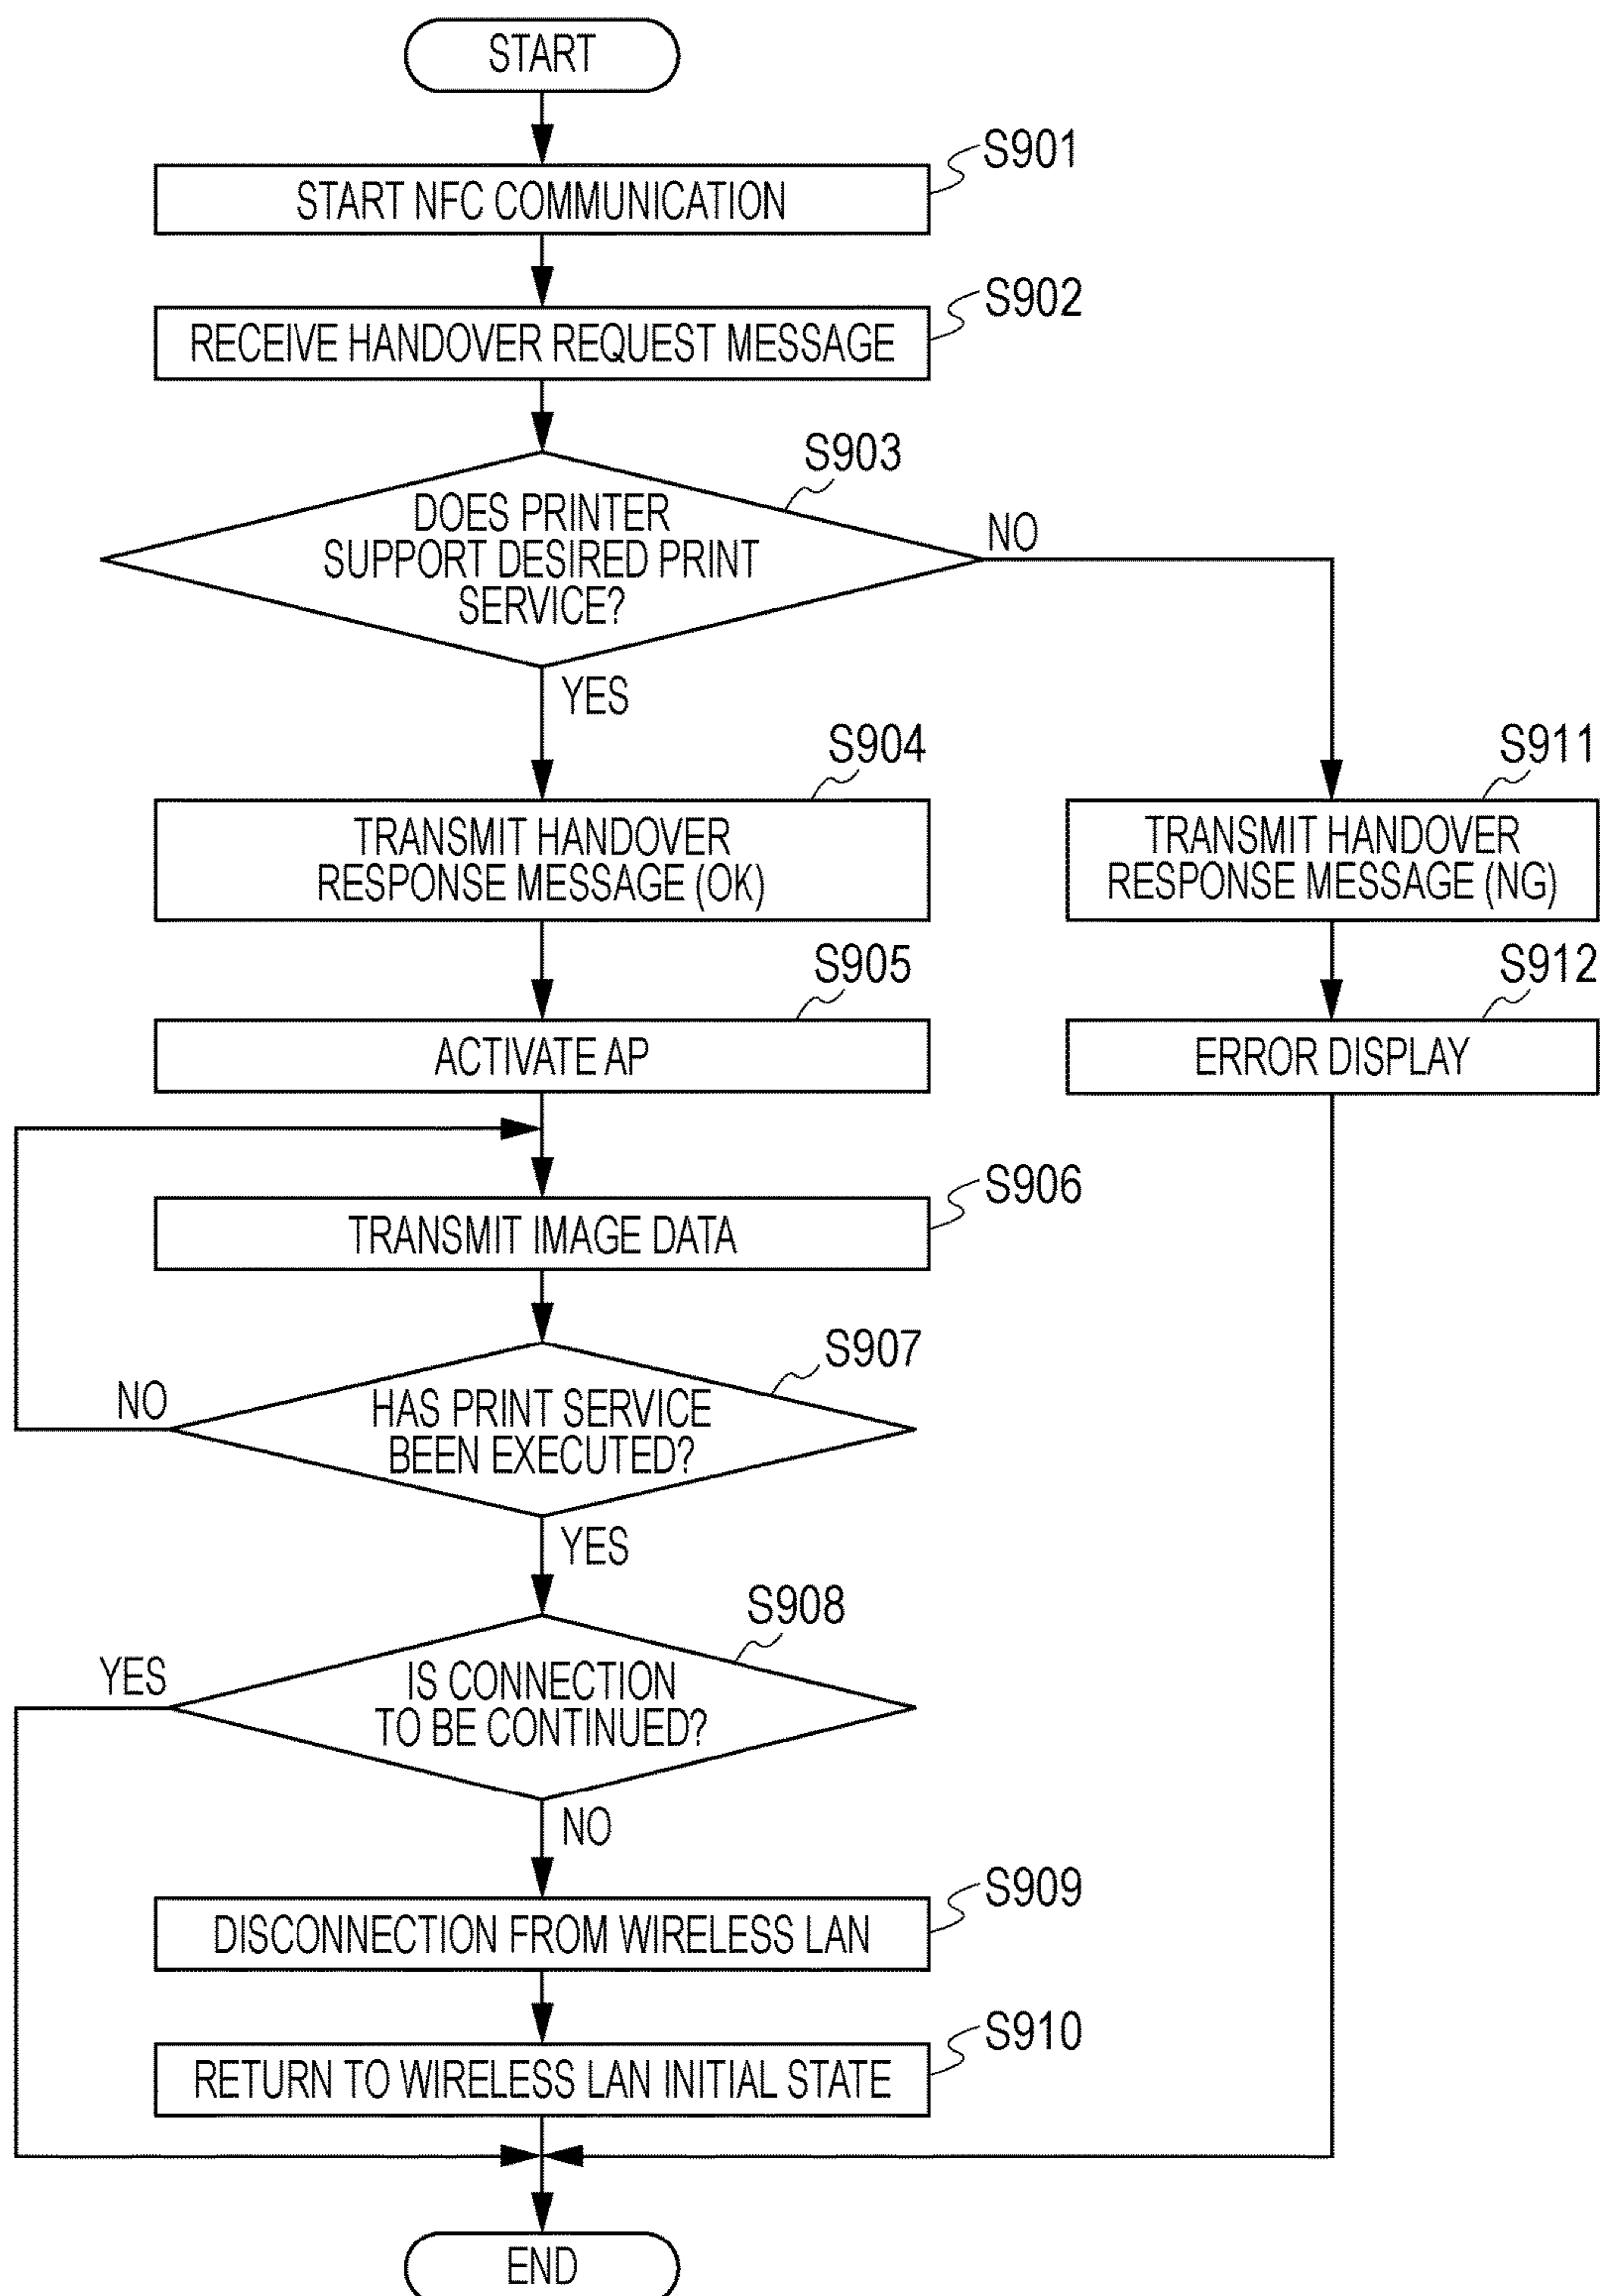 START
S901
START NFC COMMUNICATION
S902
RECEIVE HANDOVER REQUEST MESSAGE
S903
DOES PRINTER
SUPPORT DESIRED PRINT
SERVICE?
NO
YES
S904
TRANSMIT HANDOVER
RESPONSE MESSAGE (OK)
S911
TRANSMIT HANDOVER
RESPONSE MESSAGE (NG)
S905
ACTIVATE AP
S912
ERROR DISPLAY
S906
TRANSMIT IMAGE DATA
S907
NO
HAS PRINT SERVICE
BEEN EXECUTED?
YES
S908
YES
IS CONNECTION
TO BE CONTINUED?
NO
S909
DISCONNECTION FROM WIRELESS LAN
S910
RETURN TO WIRELESS LAN INITIAL STATE
END